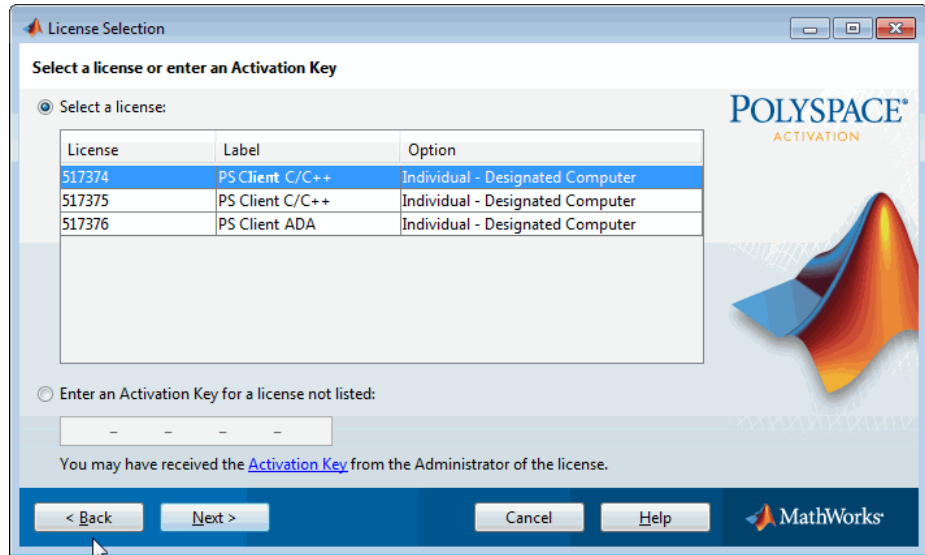 License Selection
Select a license or enter an Activation Key
Select a license:
POLYSPACE®
ACTIVATION
License Label Option
517374 PS Client C/C++ Individual - Designated Computer
517375 PS Client C/C++ Individual - Designated Computer
517376 PS Client ADA Individual - Designated Computer
Enter an Activation Key for a license not listed:
– – – –
You may have received the Activation Key from the Administrator of the license.
< Back Next > Cancel Help MathWorks®